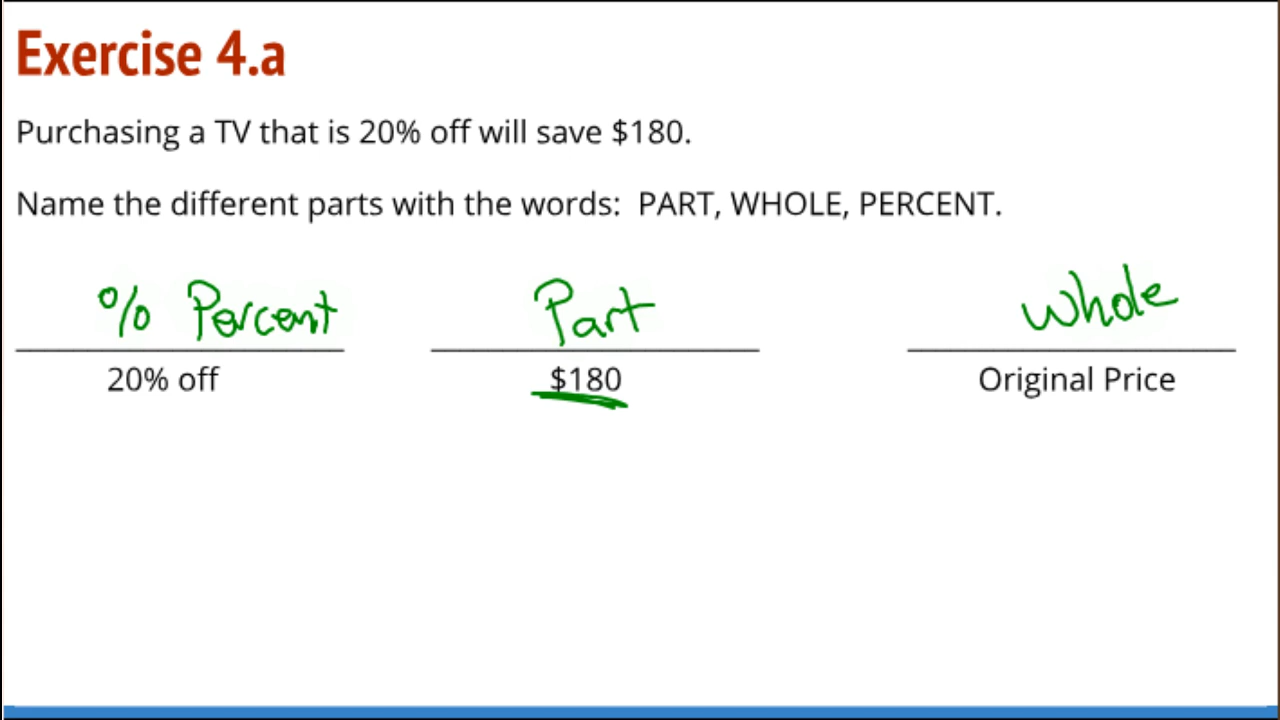 Exercise 4.a
Purchasing a TV that is 20% off will save $180.
Name the different parts with the words: PART, WHOLE, PERCENT.
% Percent Part Whole
20% off $180 Original Price